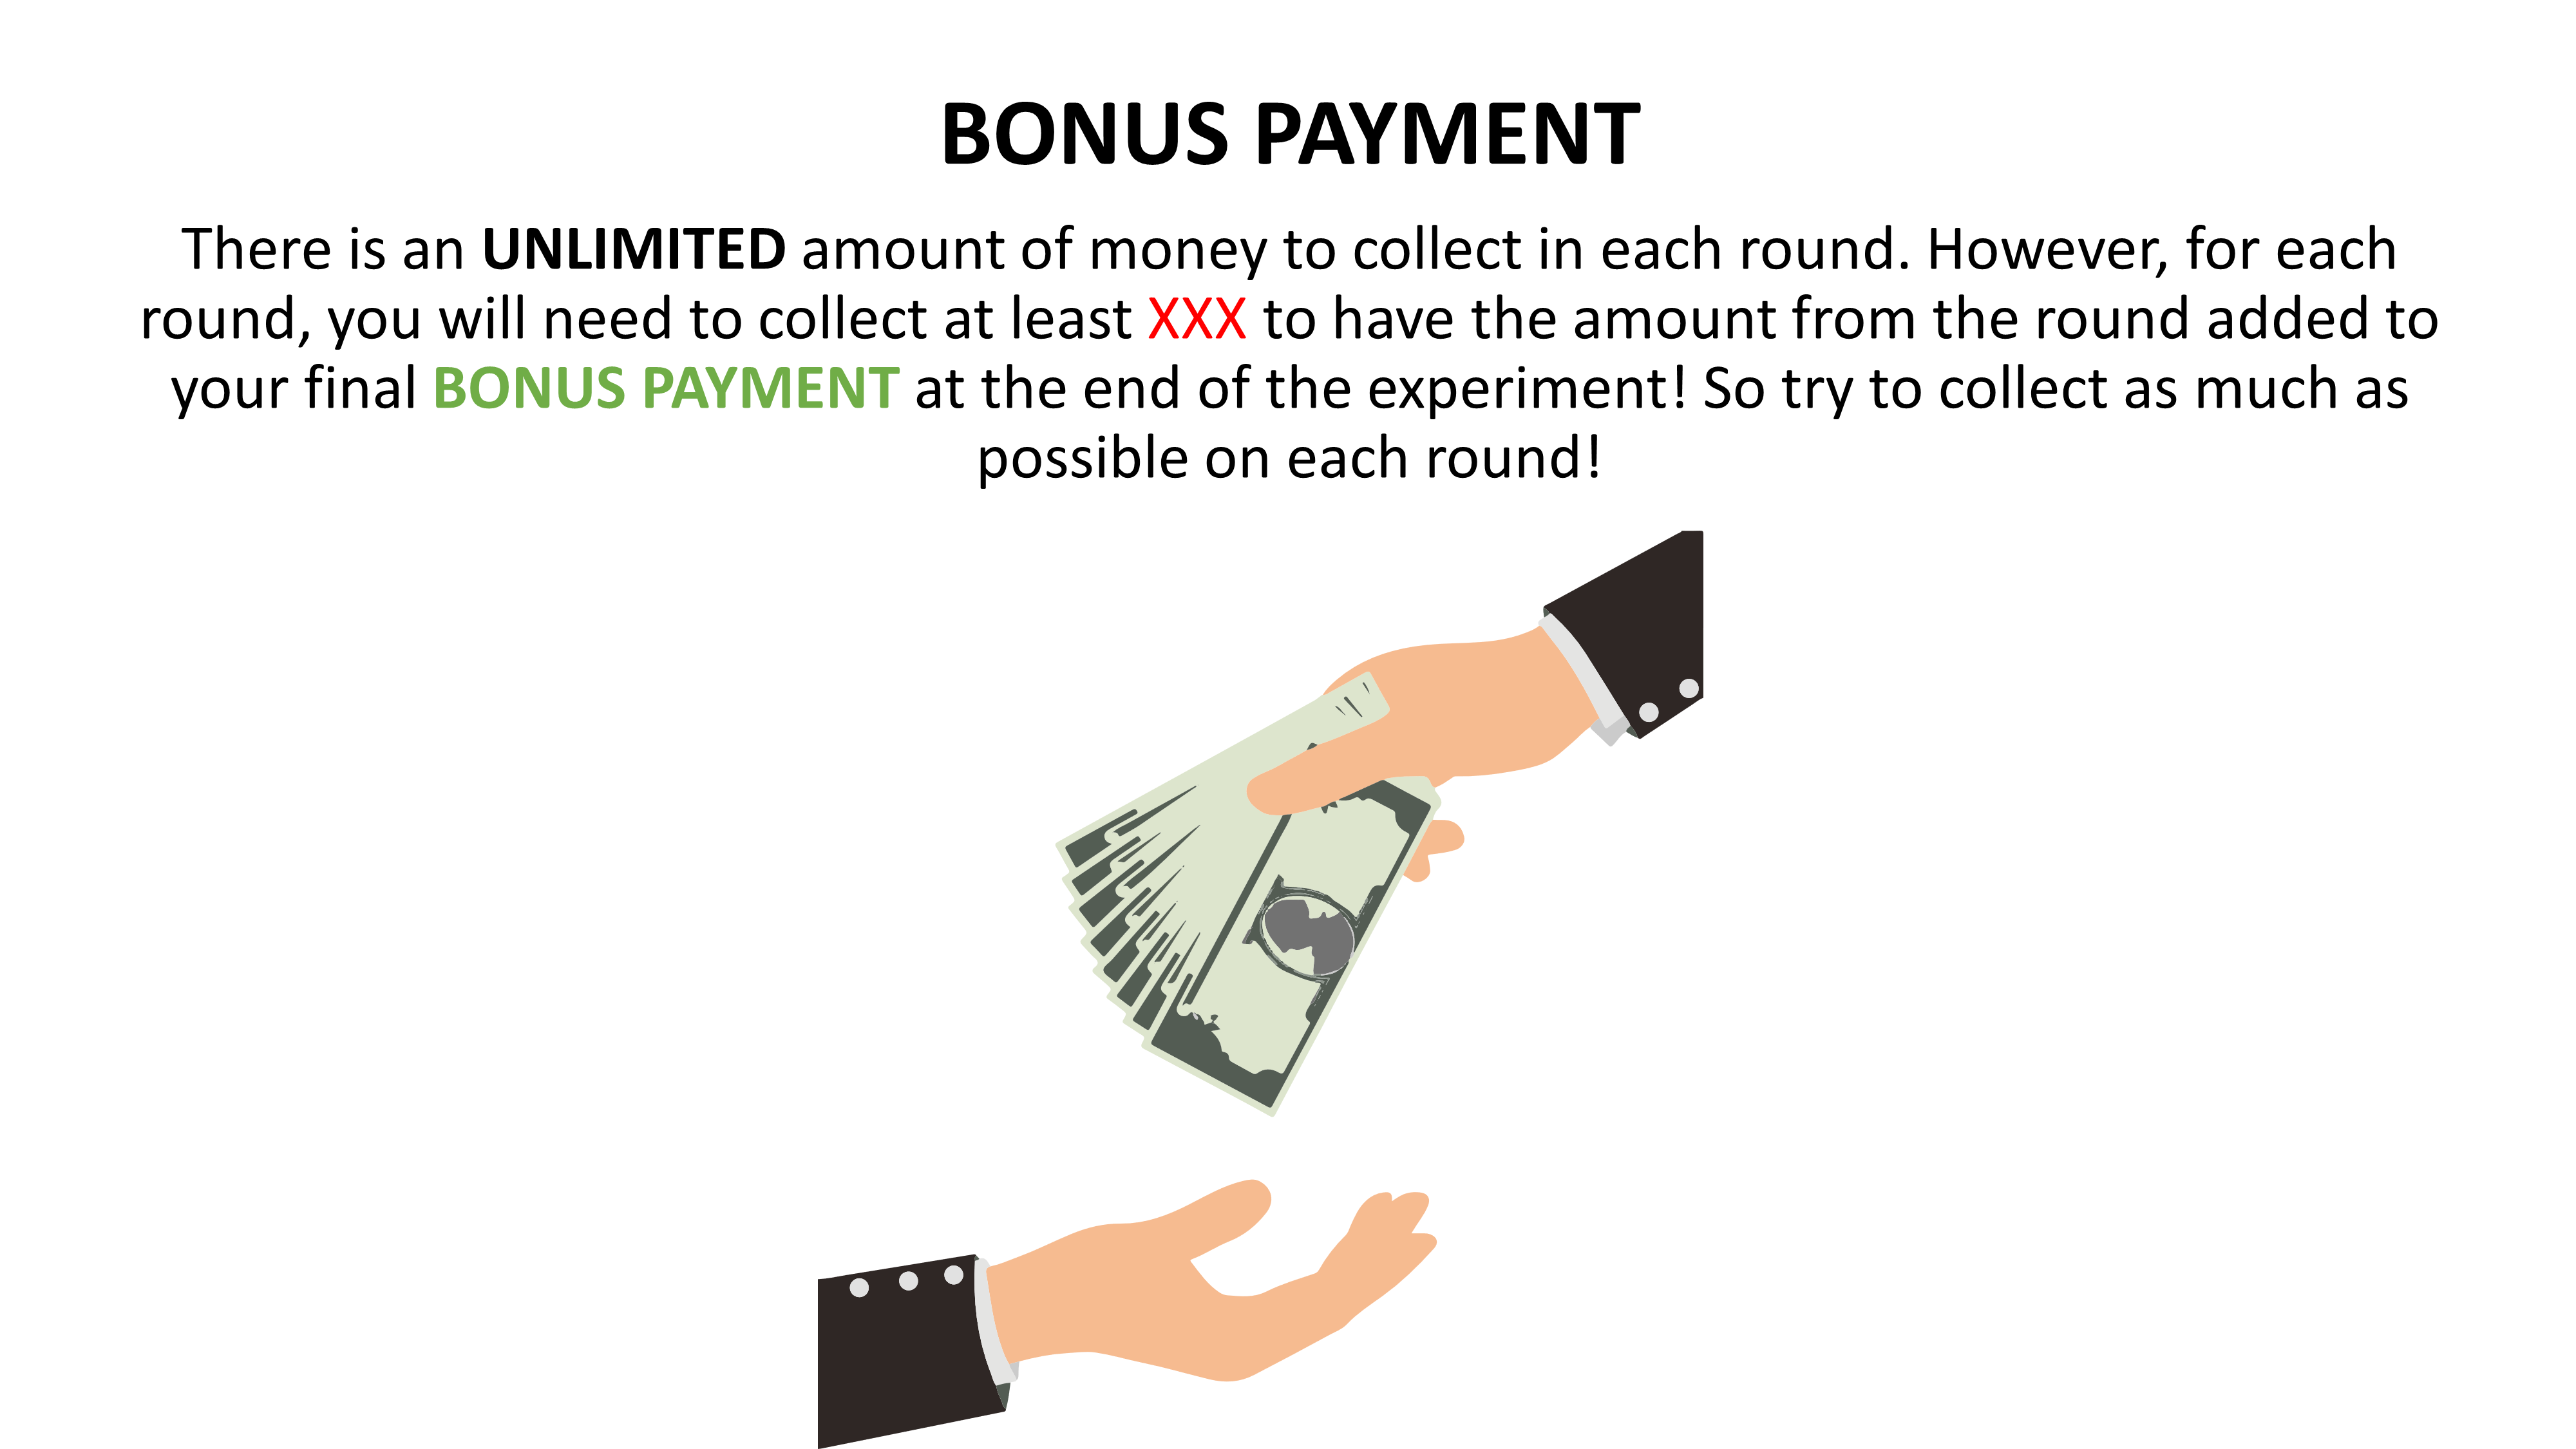 BONUS PAYMENT
There is an UNLIMITED amount of money to collect in each round. However, for each
round, you will need to collect at least XXX to have the amount from the round added to
your final BONUS PAYMENT at the end of the experiment! So try to collect as much as
possible on each round!